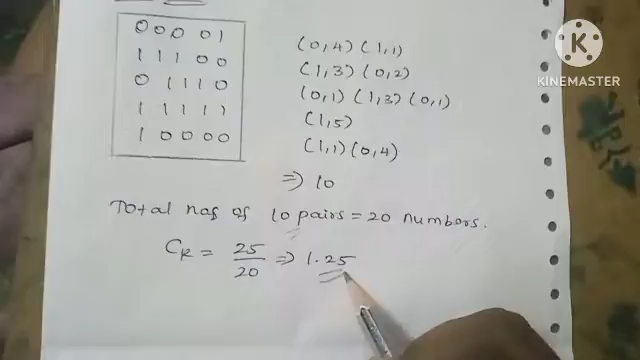 0 0 0 0 1
1 1 1 0 0
0 1 1 1 0
1 1 1 1 1
1 0 0 0 0
(0,4) (1,1)
(1,3) (0,2)
(0,1) (1,3) (0,1)
(1,5)
(1,1) (0,4)
⇒ 10
Total nos of 10 pairs = 20 numbers.
CR = 25/20 ⇒ 1.25
KINEMASTER